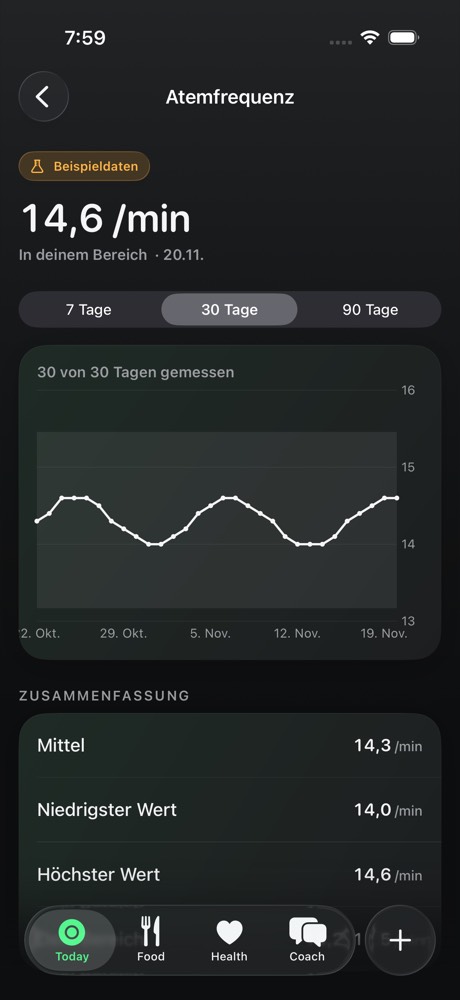 7:59
Atemfrequenz
Beispieldaten
14,6 /min
In deinem Bereich · 20.11.
7 Tage
30 Tage
90 Tage
30 von 30 Tagen gemessen
16
15
14
13
2. Okt.
29. Okt.
5. Nov.
12. Nov.
19. Nov.
ZUSAMMENFASSUNG
Mittel 14,3 /min
Niedrigster Wert 14,0 /min
Höchster Wert 14,6 /min
Today
Food
Health
Coach